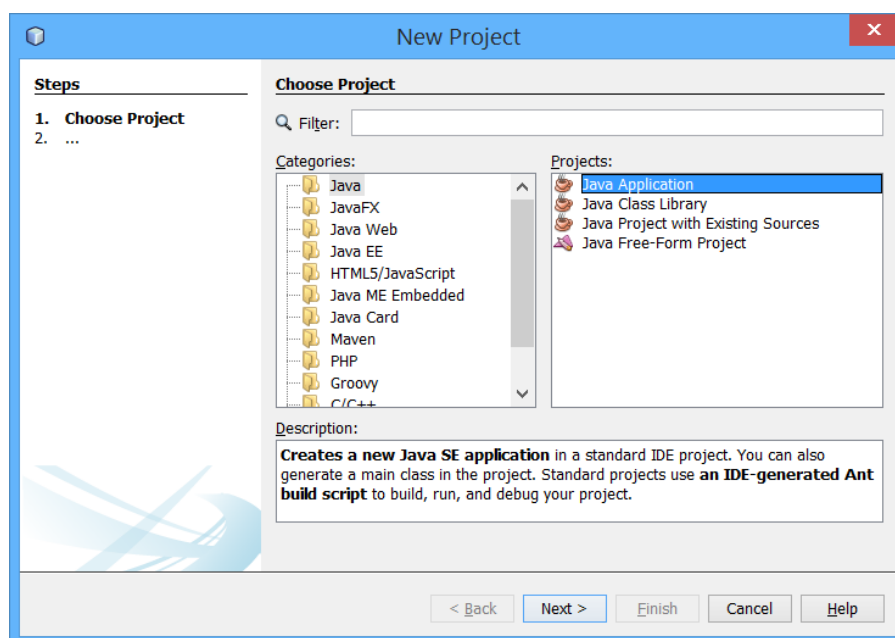 New Project
Steps
1. Choose Project
2. ...
Choose Project
Filter:
Categories:
Java
JavaFX
Java Web
Java EE
HTML5/JavaScript
Java ME Embedded
Java Card
Maven
PHP
Groovy
C/C++
Projects:
Java Application
Java Class Library
Java Project with Existing Sources
Java Free-Form Project
Description:
Creates a new Java SE application in a standard IDE project. You can also
generate a main class in the project. Standard projects use an IDE-generated Ant
build script to build, run, and debug your project.
< Back Next > Finish Cancel Help